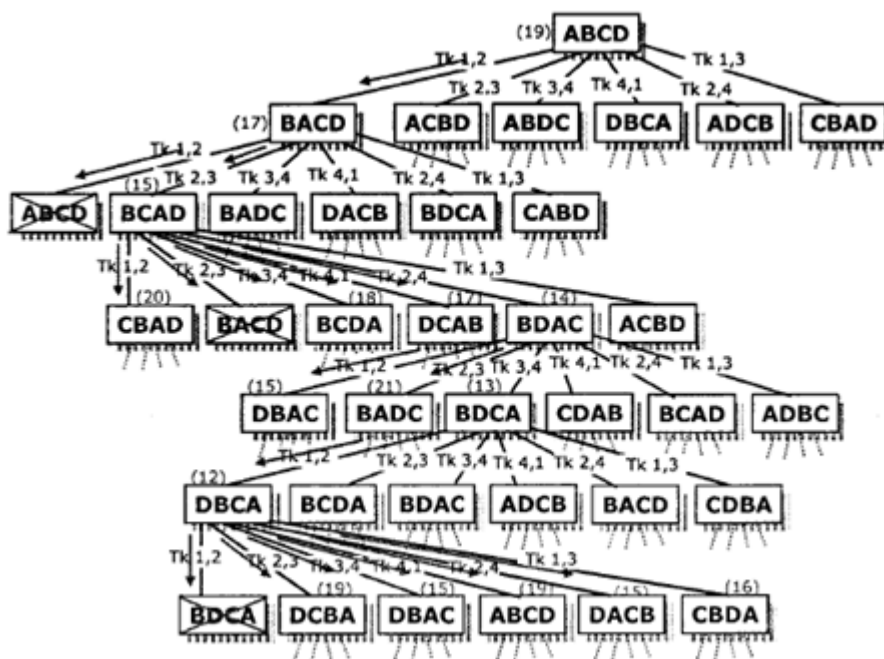 (19) ABCD
Tk 1,2 Tk 2.3 Tk 3,4 Tk 4,1 Tk 2,4 Tk 1,3
(17) BACD ACBD ABDC DBCA ADCB CBAD
Tk 1,2 Tk 2,3 Tk 3,4 Tk 4,1 Tk 2,4 Tk 1,3
(15)
ABCD BCAD BADC DACB BDCA CABD
Tk 1,2 Tk 2,3 Tk 3,4 Tk 4,1 Tk 2,4 Tk 1,3
(20) (18) (17) (14)
CBAD BACD BCDA DCAB BDAC ACBD
Tk 1,2 Tk 2,3 Tk 3,4 Tk 4,1 Tk 2,4 Tk 1,3
(15) (21) (13)
DBAC BADC BDCA CDAB BCAD ADBC
Tk 1,2 Tk 2,3 Tk 3,4 Tk 4,1 Tk 2,4 Tk 1,3
(12)
DBCA BCDA BDAC ADCB BACD CDBA
Tk 1,2 Tk 2,3 Tk 3,4 Tk 4,1 Tk 2,4 Tk 1,3
(19) (15) (19) (15) (16)
BDCA DCBA DBAC ABCD DACB CBDA